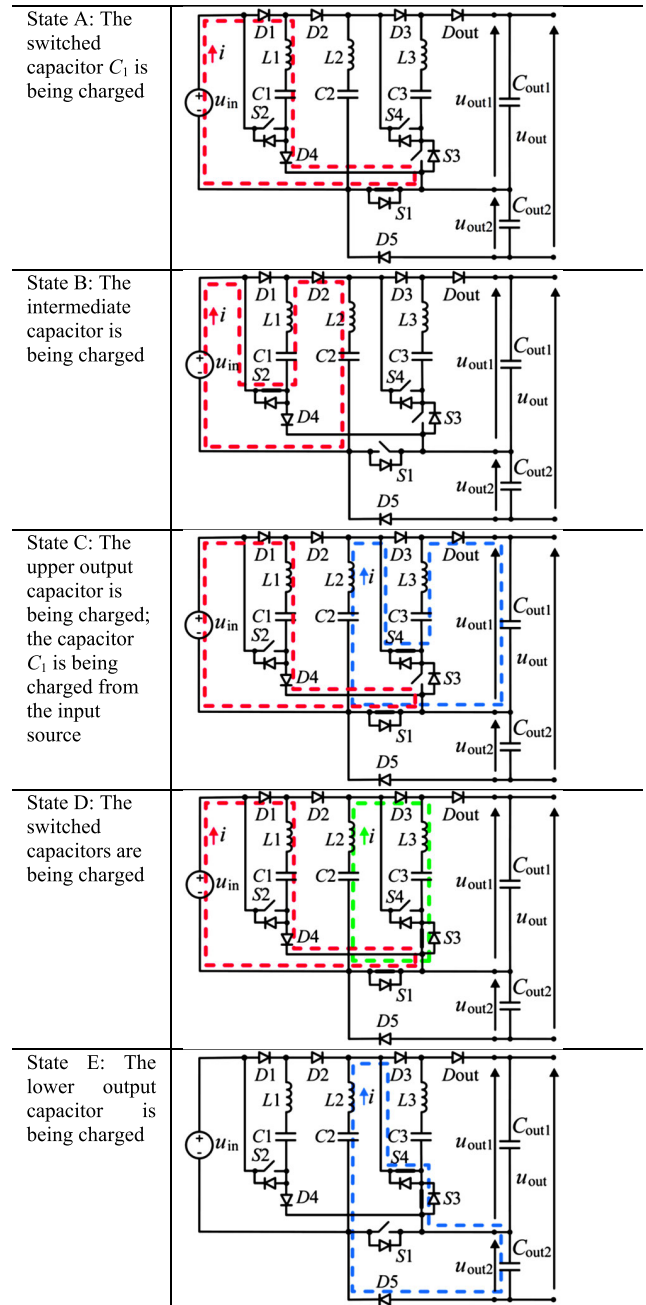 State A: The
switched
capacitor C1 is
being charged
D1 D2 D3 Dout
i L1 L2 L3
uin C1 C2 C3 uout1 Cout1
S2 S4 uout
D4 S3
S1 uout2 Cout2
D5
State B: The
intermediate
capacitor is
being charged
D1 D2 D3 Dout
i L1 L2 L3
uin C1 C2 C3 uout1 Cout1
S2 S4 uout
D4 S3
S1 uout2 Cout2
D5
State C: The
upper output
capacitor is
being charged;
the capacitor
C1 is being
charged from
the input
source
D1 D2 D3 Dout
i L1 L2 i L3
uin C1 C2 C3 uout1 Cout1
S2 S4 uout
D4 S3
S1 uout2 Cout2
D5
State D: The
switched
capacitors are
being charged
D1 D2 D3 Dout
i L1 L2 i L3
uin C1 C2 C3 uout1 Cout1
S2 S4 uout
D4 S3
S1 uout2 Cout2
D5
State E: The
lower output
capacitor is
being charged
D1 D2 D3 Dout
L1 L2 i L3
uin C1 C2 C3 uout1 Cout1
S2 S4 uout
D4 S3
S1 uout2 Cout2
D5